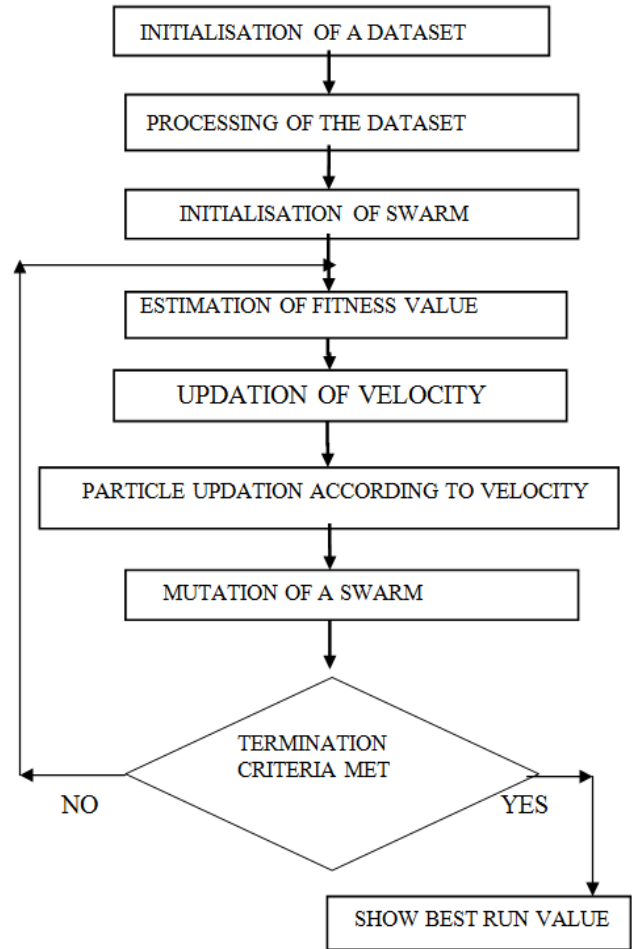 INITIALISATION OF A DATASET
PROCESSING OF THE DATASET
INITIALISATION OF SWARM
ESTIMATION OF FITNESS VALUE
UPDATION OF VELOCITY
PARTICLE UPDATION ACCORDING TO VELOCITY
MUTATION OF A SWARM
TERMINATION
CRITERIA MET
NO
YES
SHOW BEST RUN VALUE